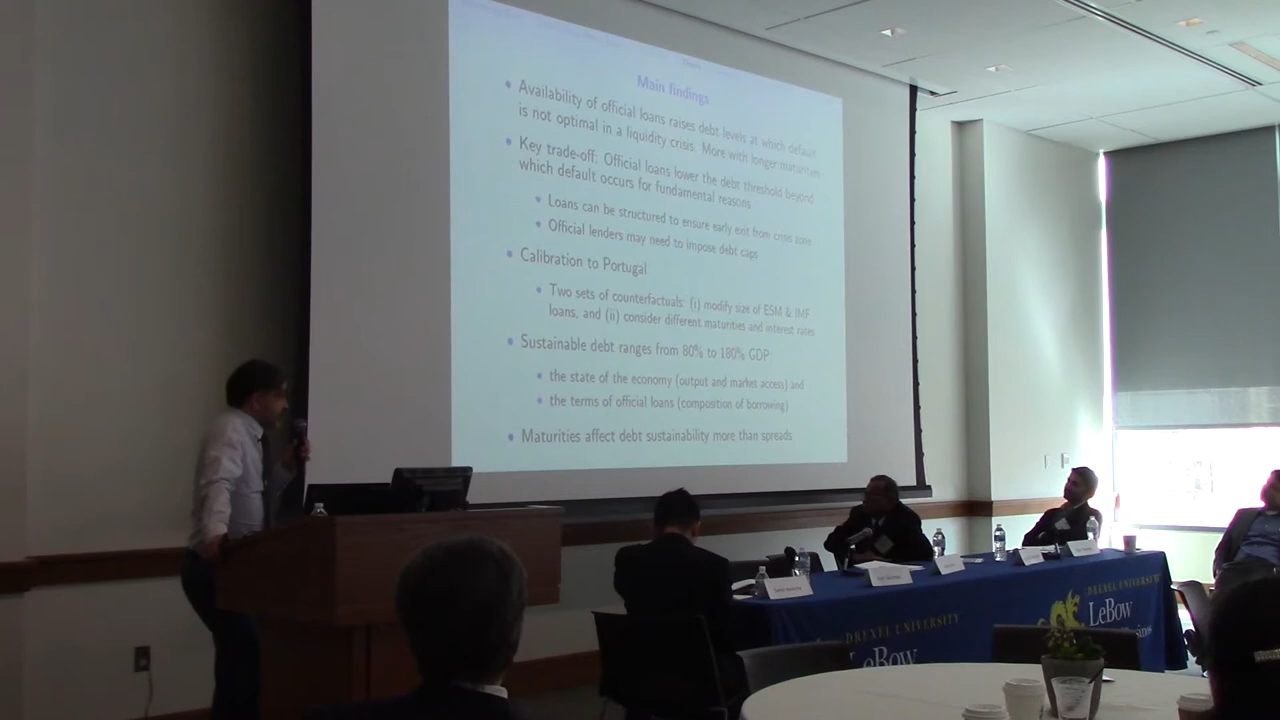 Main findings
• Availability of official loans raises debt levels at which default
is not optimal in a liquidity crisis. More with longer maturities
• Key trade-off: Official loans lower the debt threshold beyond
which default occurs for fundamental reasons
• Loans can be structured to ensure early exit from crisis zone
• Official lenders may need to impose debt caps
• Calibration to Portugal
• Two sets of counterfactuals: (i) modify size of ESM & IMF
loans, and (ii) consider different maturities and interest rates
• Sustainable debt ranges from 80% to 180% GDP:
• the state of the economy (output and market access) and
• the terms of official loans (composition of borrowing)
• Maturities affect debt sustainability more than spreads
DREXEL UNIVERSITY
LeBow
DREXEL UNIVERSITY
LeBow